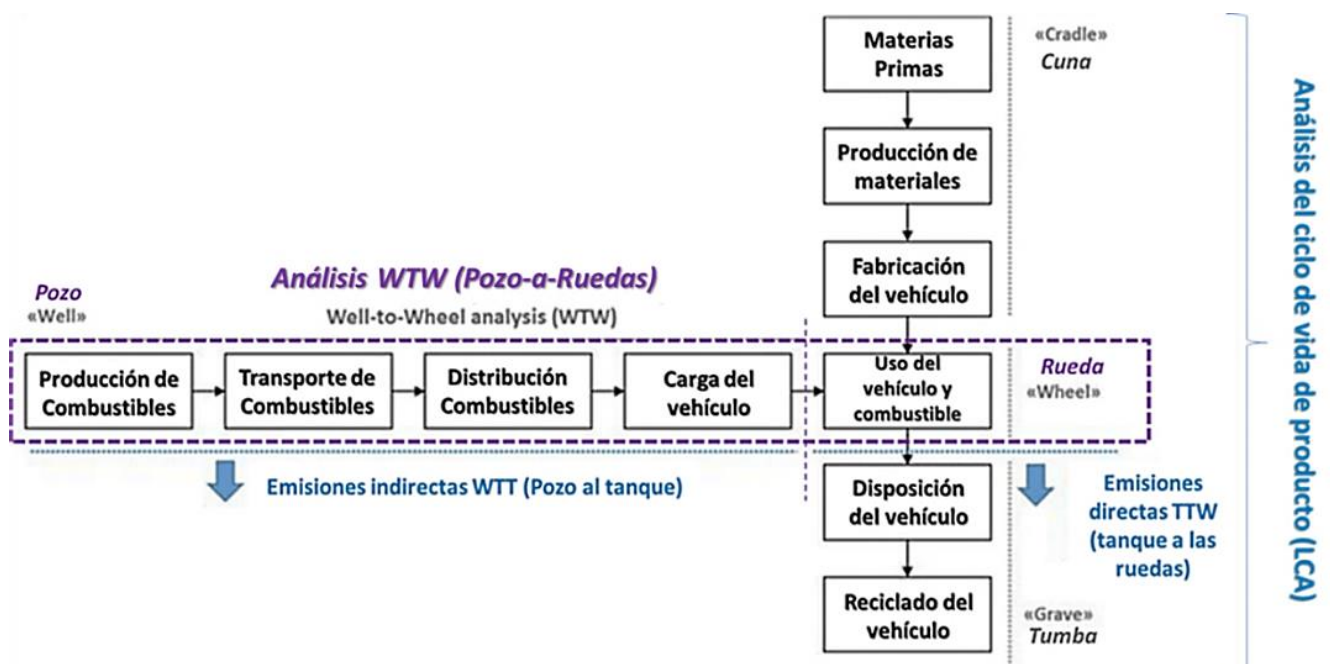 Materias
Primas
«Cradle»
Cuna
Producción de
materiales
Fabricación
del vehículo
Análisis WTW (Pozo-a-Ruedas)
Well-to-Wheel analysis (WTW)
Pozo
«Well»
Producción de
Combustibles
Transporte de
Combustibles
Distribución
Combustibles
Carga del
vehículo
Uso del
vehículo y
combustible
Rueda
«Wheel»
Emisiones indirectas WTT (Pozo al tanque)
Disposición
del vehículo
Emisiones
directas TTW
(tanque a las
ruedas)
Reciclado del
vehículo
«Grave»
Tumba
Análisis del ciclo de vida de producto (LCA)